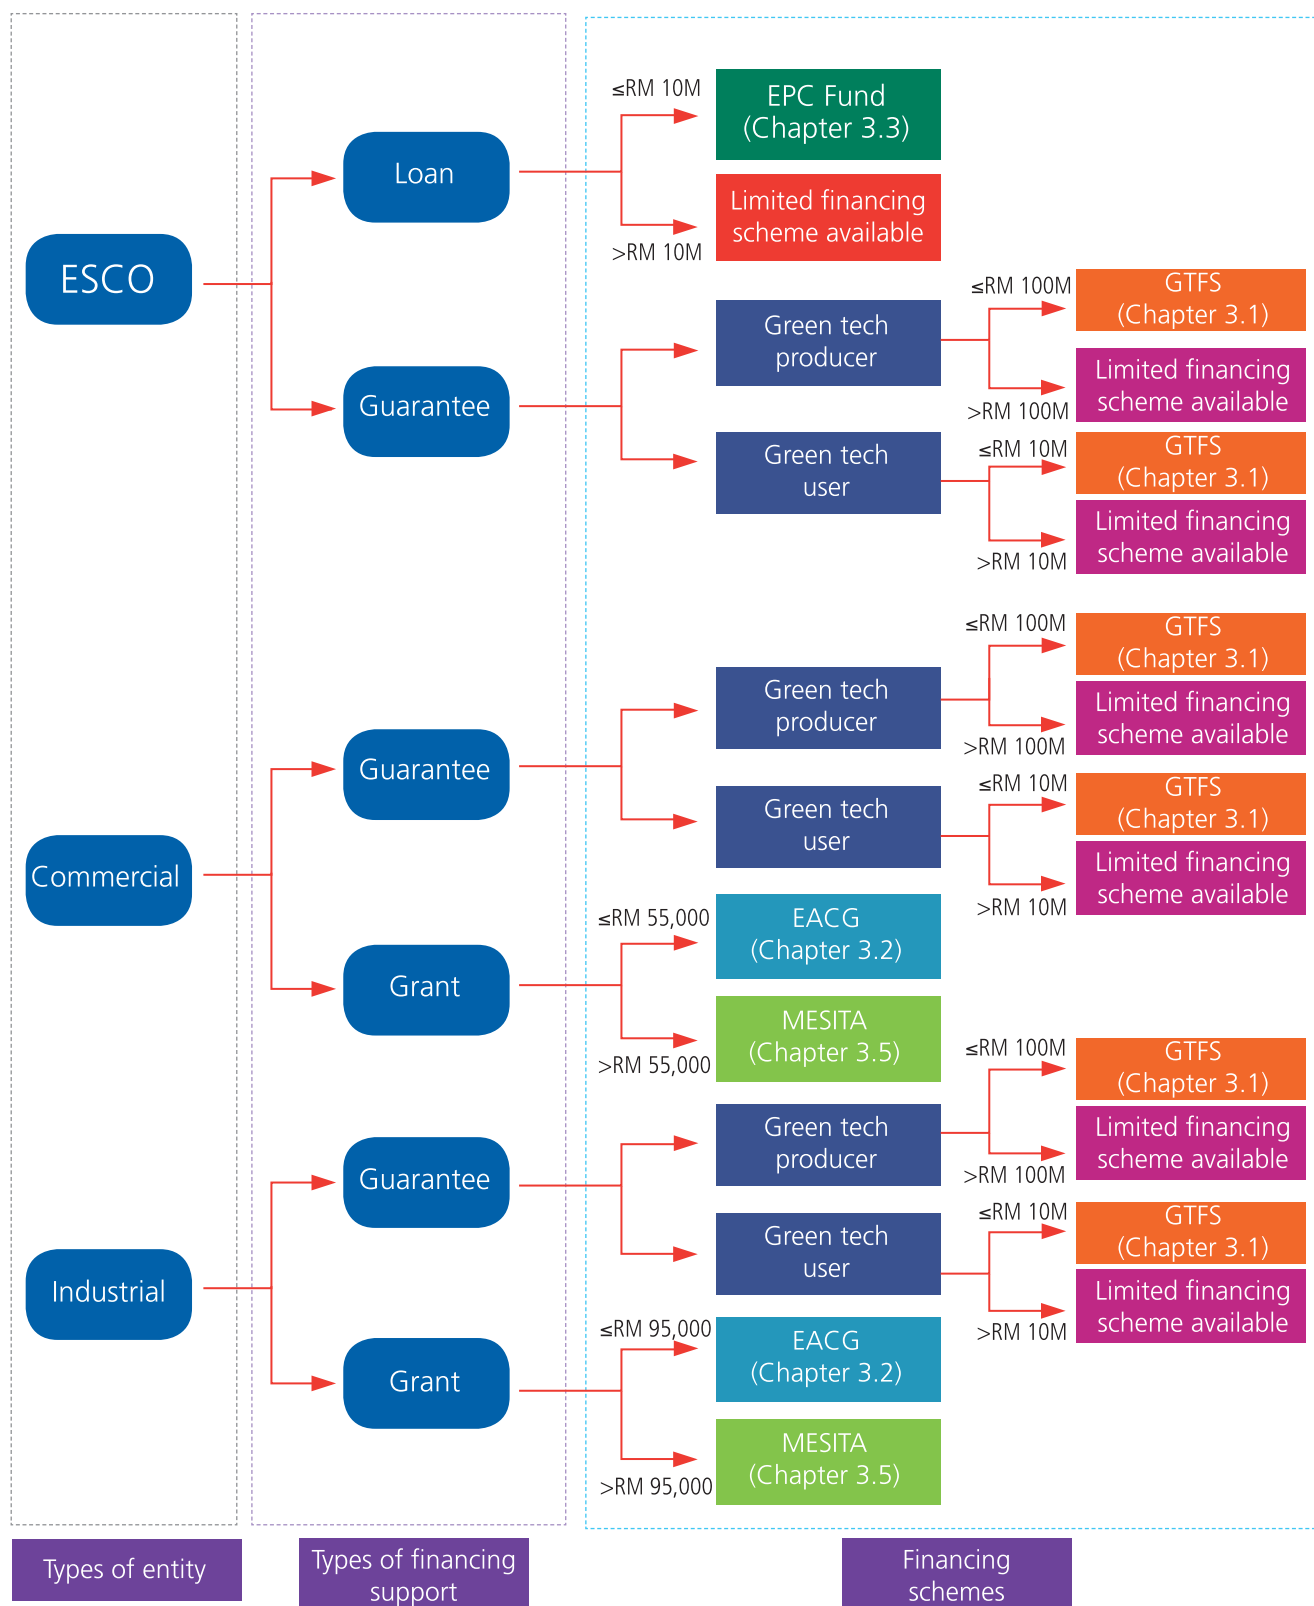 ESCO
Loan
≤RM 10M
EPC Fund
(Chapter 3.3)
Limited financing
scheme available
>RM 10M
Guarantee
Green tech
producer
≤RM 100M
GTFS
(Chapter 3.1)
Limited financing
scheme available
>RM 100M
Green tech
user
≤RM 10M
GTFS
(Chapter 3.1)
Limited financing
scheme available
>RM 10M
Commercial
Guarantee
Green tech
producer
≤RM 100M
GTFS
(Chapter 3.1)
Limited financing
scheme available
>RM 100M
Green tech
user
≤RM 10M
GTFS
(Chapter 3.1)
Limited financing
scheme available
>RM 10M
Grant
≤RM 55,000
EACG
(Chapter 3.2)
MESITA
(Chapter 3.5)
>RM 55,000
Industrial
Guarantee
Green tech
producer
≤RM 100M
GTFS
(Chapter 3.1)
Limited financing
scheme available
>RM 100M
Green tech
user
≤RM 10M
GTFS
(Chapter 3.1)
Limited financing
scheme available
>RM 10M
Grant
≤RM 95,000
EACG
(Chapter 3.2)
MESITA
(Chapter 3.5)
>RM 95,000
Types of entity
Types of financing
support
Financing
schemes